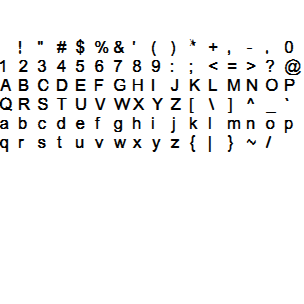 ! " # $ % & ' ( ) * + , - . 0
1 2 3 4 5 6 7 8 9 : ; < = > ? @
A B C D E F G H I J K L M N O P
Q R S T U V W X Y Z [ \ ] ^ _ `
a b c d e f g h i j k l m n o p
q r s t u v w x y z { | } ~ /